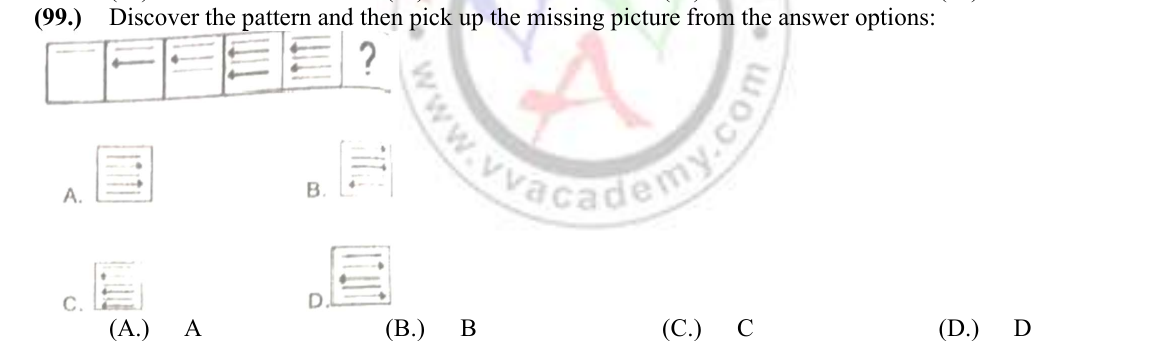 (99.) Discover the pattern and then pick up the missing picture from the answer options:
?
A.
B.
C.
D.
www.vvacademy.com
(A.) A (B.) B (C.) C (D.) D